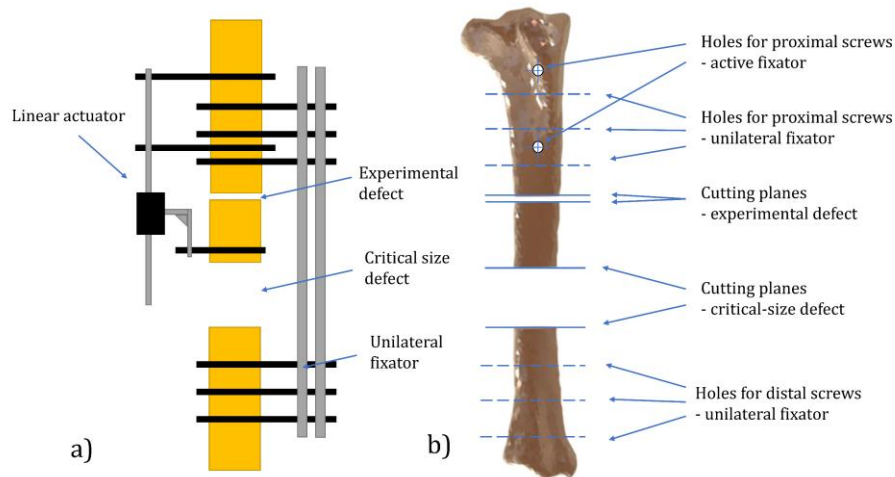 Linear actuator
Experimental
defect
Critical size
defect
Unilateral
fixator
a)
Holes for proximal screws
- active fixator
Holes for proximal screws
- unilateral fixator
Cutting planes
- experimental defect
Cutting planes
- critical-size defect
Holes for distal screws
- unilateral fixator
b)